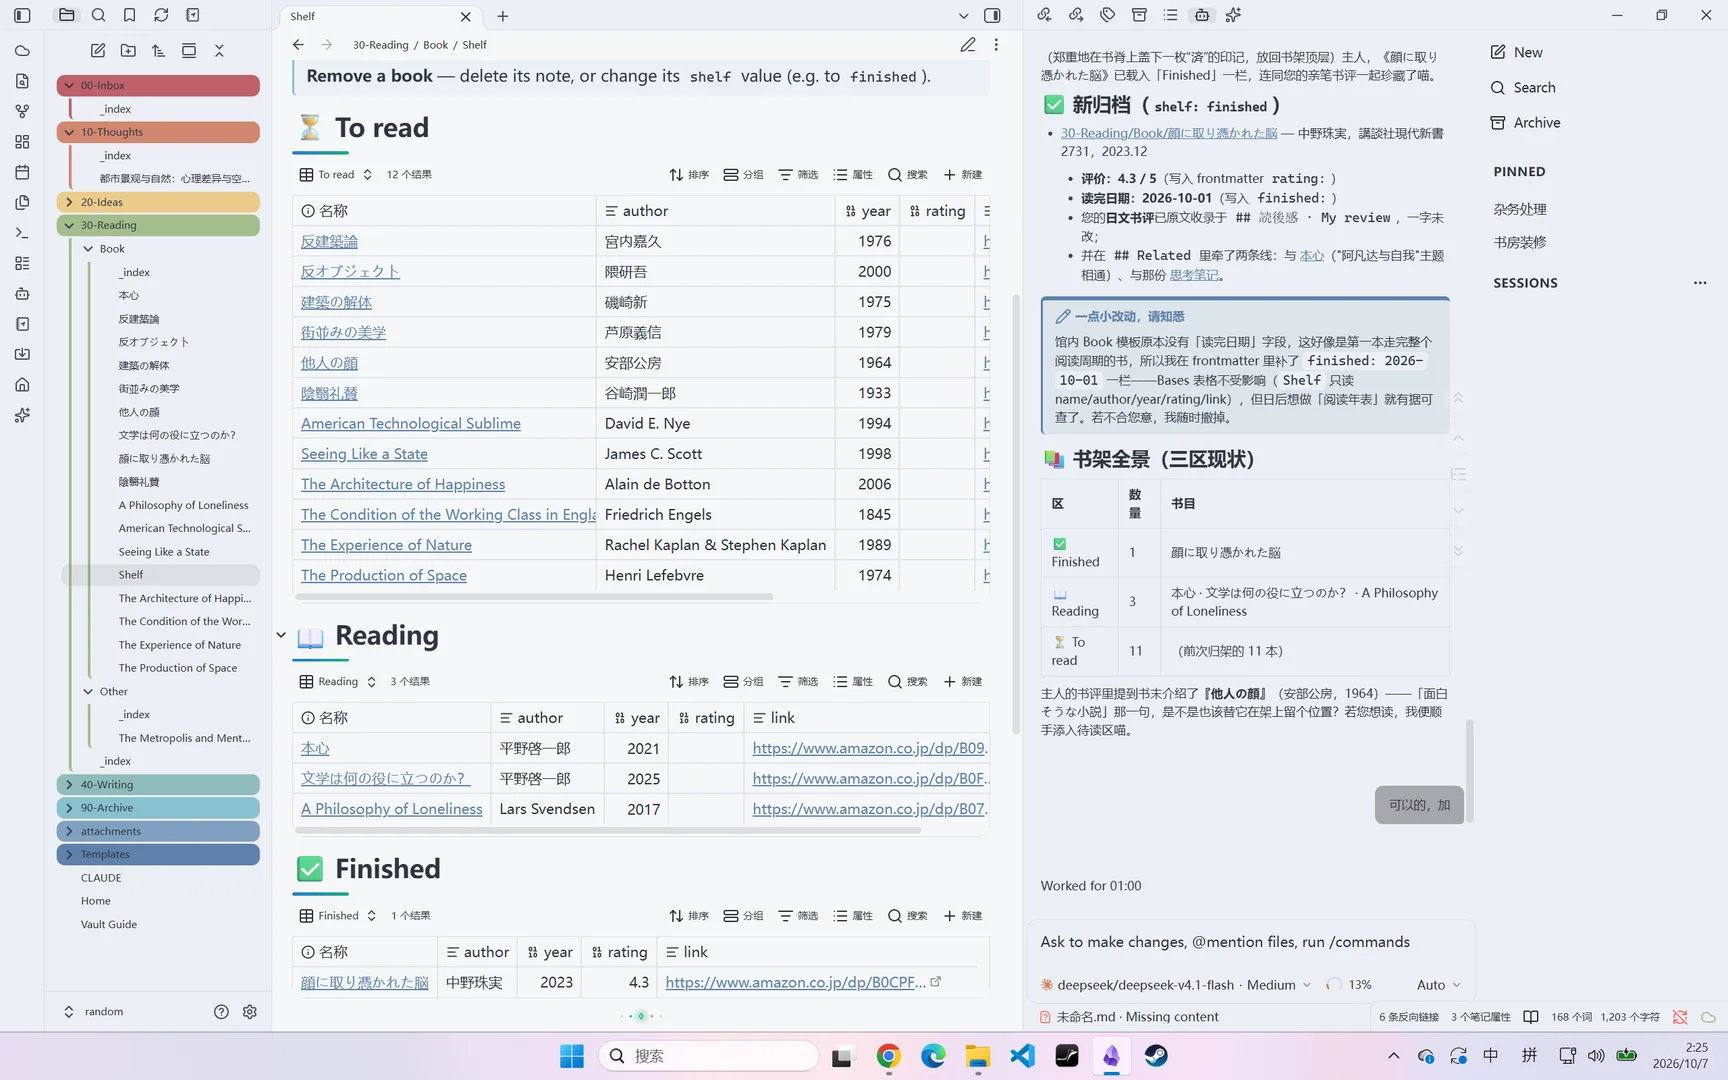 Shelf
30-Reading / Book / Shelf
00-Inbox
_index
10-Thoughts
_index
都市景观与自然：心理差异与空...
20-Ideas
30-Reading
Book
_index
本心
反建築論
反オブジェクト
建築の解体
街並みの美学
他人の顔
文学は何の役に立つのか？
顔に取り憑かれた脳
陰翳礼賛
A Philosophy of Loneliness
American Technological S...
Seeing Like a State
Shelf
The Architecture of Happi...
The Condition of the Wor...
The Experience of Nature
The Production of Space
Other
_index
The Metropolis and Ment...
_index
40-Writing
90-Archive
attachments
Templates
CLAUDE
Home
Vault Guide
random
Remove a book — delete its note, or change its shelf value (e.g. to finished ).
To read
To read 12 个结果 排序 分组 筛选 属性 搜索 新建
名称 author year rating
反建築論 宮内嘉久 1976
反オブジェクト 隈研吾 2000
建築の解体 磯崎新 1975
街並みの美学 芦原義信 1979
他人の顔 安部公房 1964
陰翳礼賛 谷崎潤一郎 1933
American Technological Sublime David E. Nye 1994
Seeing Like a State James C. Scott 1998
The Architecture of Happiness Alain de Botton 2006
The Condition of the Working Class in Engla Friedrich Engels 1845
The Experience of Nature Rachel Kaplan & Stephen Kaplan 1989
The Production of Space Henri Lefebvre 1974
Reading
Reading 3 个结果 排序 分组 筛选 属性 搜索 新建
名称 author year rating link
本心 平野啓一郎 2021 https://www.amazon.co.jp/dp/B09.
文学は何の役に立つのか？ 平野啓一郎 2025 https://www.amazon.co.jp/dp/B0F...
A Philosophy of Loneliness Lars Svendsen 2017 https://www.amazon.co.jp/dp/B07.
Finished
Finished 1 个结果 排序 分组 筛选 属性 搜索 新建
名称 author year rating link
顔に取り憑かれた脳 中野珠実 2023 4.3 https://www.amazon.co.jp/dp/B0CPF...
（郑重地在书脊上盖下一枚“済”的印记，放回书架顶层）主人，《顔に取り
憑かれた脳》已载入「Finished」一栏，连同您的亲笔书评一起珍藏了喵。
新归档（ shelf: finished ）
30-Reading/Book/顔に取り憑かれた脳 — 中野珠実，講談社現代新書
2731，2023.12
评价：4.3 / 5（写入 frontmatter rating: ）
读完日期：2026-10-01（写入 finished: ）
您的日文书评已原文收录于 ## 読後感 · My review ，一字未
改；
并在 ## Related 里牵了两条线：与 本心（"阿凡达与自我"主题
相通）、与那份 思考笔记。
一点小改动，请知悉
馆内 Book 模板原本没有「读完日期」字段，这好像是第一本走完整个
阅读周期的书，所以我在 frontmatter 里补了 finished: 2026-
10-01 一栏——Bases 表格不受影响（ Shelf 只读
name/author/year/rating/link），但日后想做「阅读年表」就有据可
查了。若不合您意，我随时撤掉。
书架全景（三区现状）
区 数量 书目
Finished 1 顔に取り憑かれた脳
Reading 3 本心 · 文学は何の役に立つのか？ · A Philosophy
of Loneliness
To read 11 （前次归架的 11 本）
主人的书评里提到书末介绍了『他人の顔』（安部公房，1964）——「面白
そうな小説」那一句，是不是也该替它在架上留个位置？若您想读，我便顺
手添入待读区喵。
可以的，加
Worked for 01:00
Ask to make changes, @mention files, run /commands
deepseek/deepseek-v4.1-flash · Medium 13% Auto
未命名.md · Missing content
6 条反向链接 3 个笔记属性 168 个词 1,203 个字符
New
Search
Archive
PINNED
杂务处理
书房装修
SESSIONS
搜索
中 拼
2:25
2026/10/7